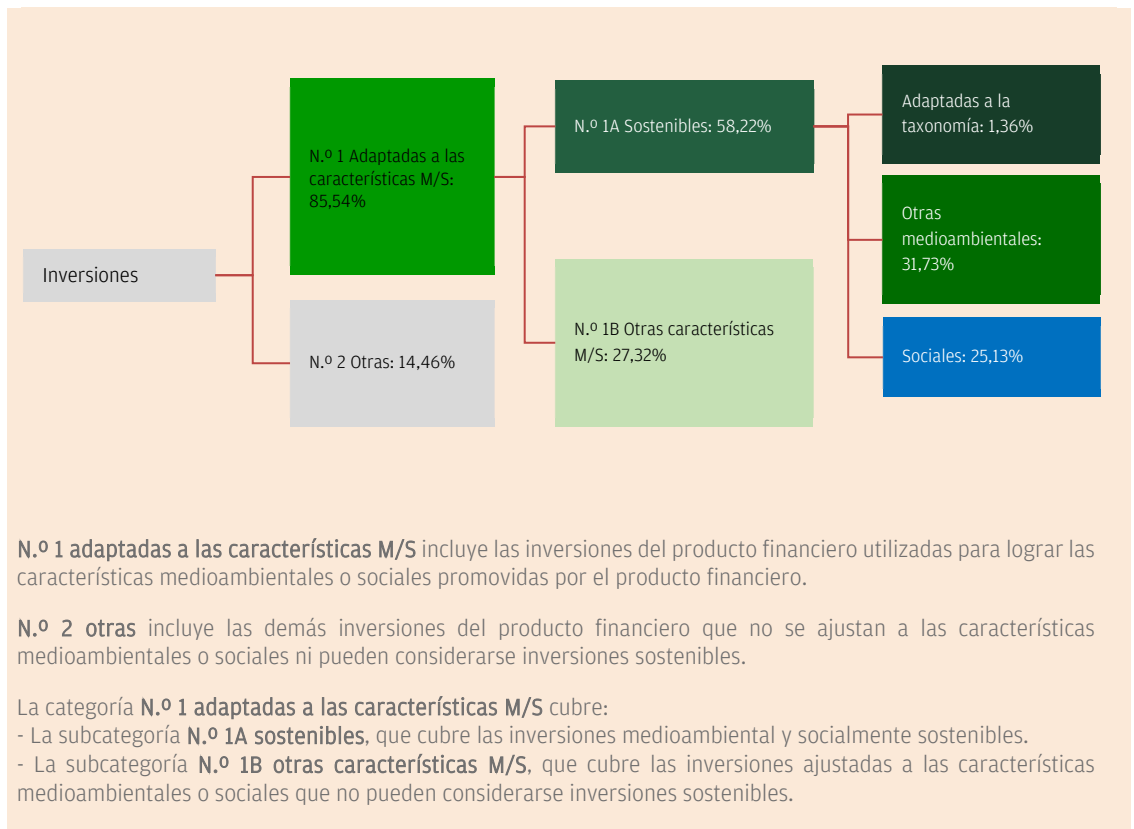 Inversiones
N.º 1 Adaptadas a las
características M/S:
85,54%
N.º 2 Otras: 14,46%
N.º 1A Sostenibles: 58,22%
N.º 1B Otras características
M/S: 27,32%
Adaptadas a la
taxonomía: 1,36%
Otras
medioambientales:
31,73%
Sociales: 25,13%
N.º 1 adaptadas a las características M/S incluye las inversiones del producto financiero utilizadas para lograr las
características medioambientales o sociales promovidas por el producto financiero.
N.º 2 otras incluye las demás inversiones del producto financiero que no se ajustan a las características
medioambientales o sociales ni pueden considerarse inversiones sostenibles.
La categoría N.º 1 adaptadas a las características M/S cubre:
- La subcategoría N.º 1A sostenibles, que cubre las inversiones medioambiental y socialmente sostenibles.
- La subcategoría N.º 1B otras características M/S, que cubre las inversiones ajustadas a las características
medioambientales o sociales que no pueden considerarse inversiones sostenibles.